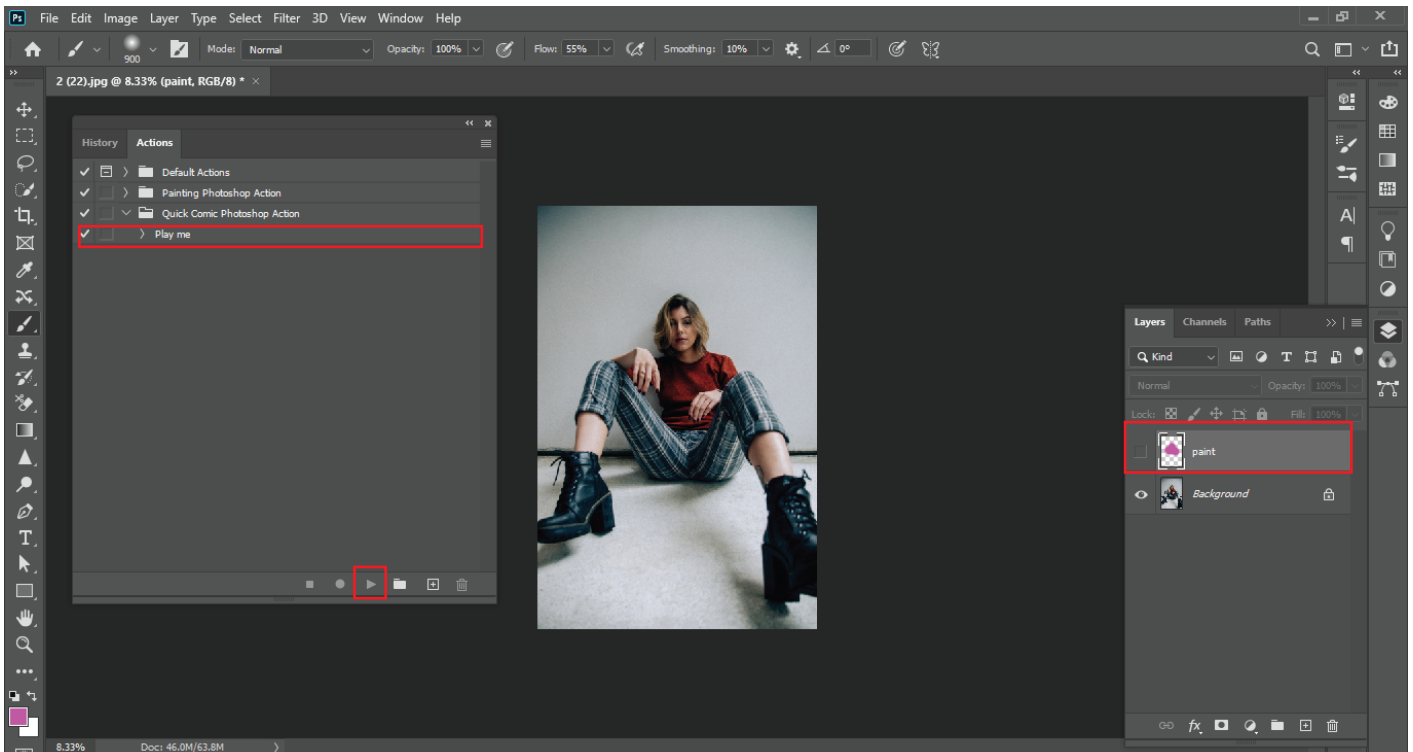 Ps File Edit Image Layer Type Select Filter 3D View Window Help
900 Mode: Normal Opacity: 100% Flow: 55% Smoothing: 10% 0°
2 (22).jpg @ 8.33% (paint, RGB/8) * ×
History Actions
Default Actions
Painting Photoshop Action
Quick Comic Photoshop Action
Play me
Layers Channels Paths
Kind
Normal Opacity: 100%
Lock: Fill: 100%
paint
Background
8.33% Doc: 46.0M/63.8M